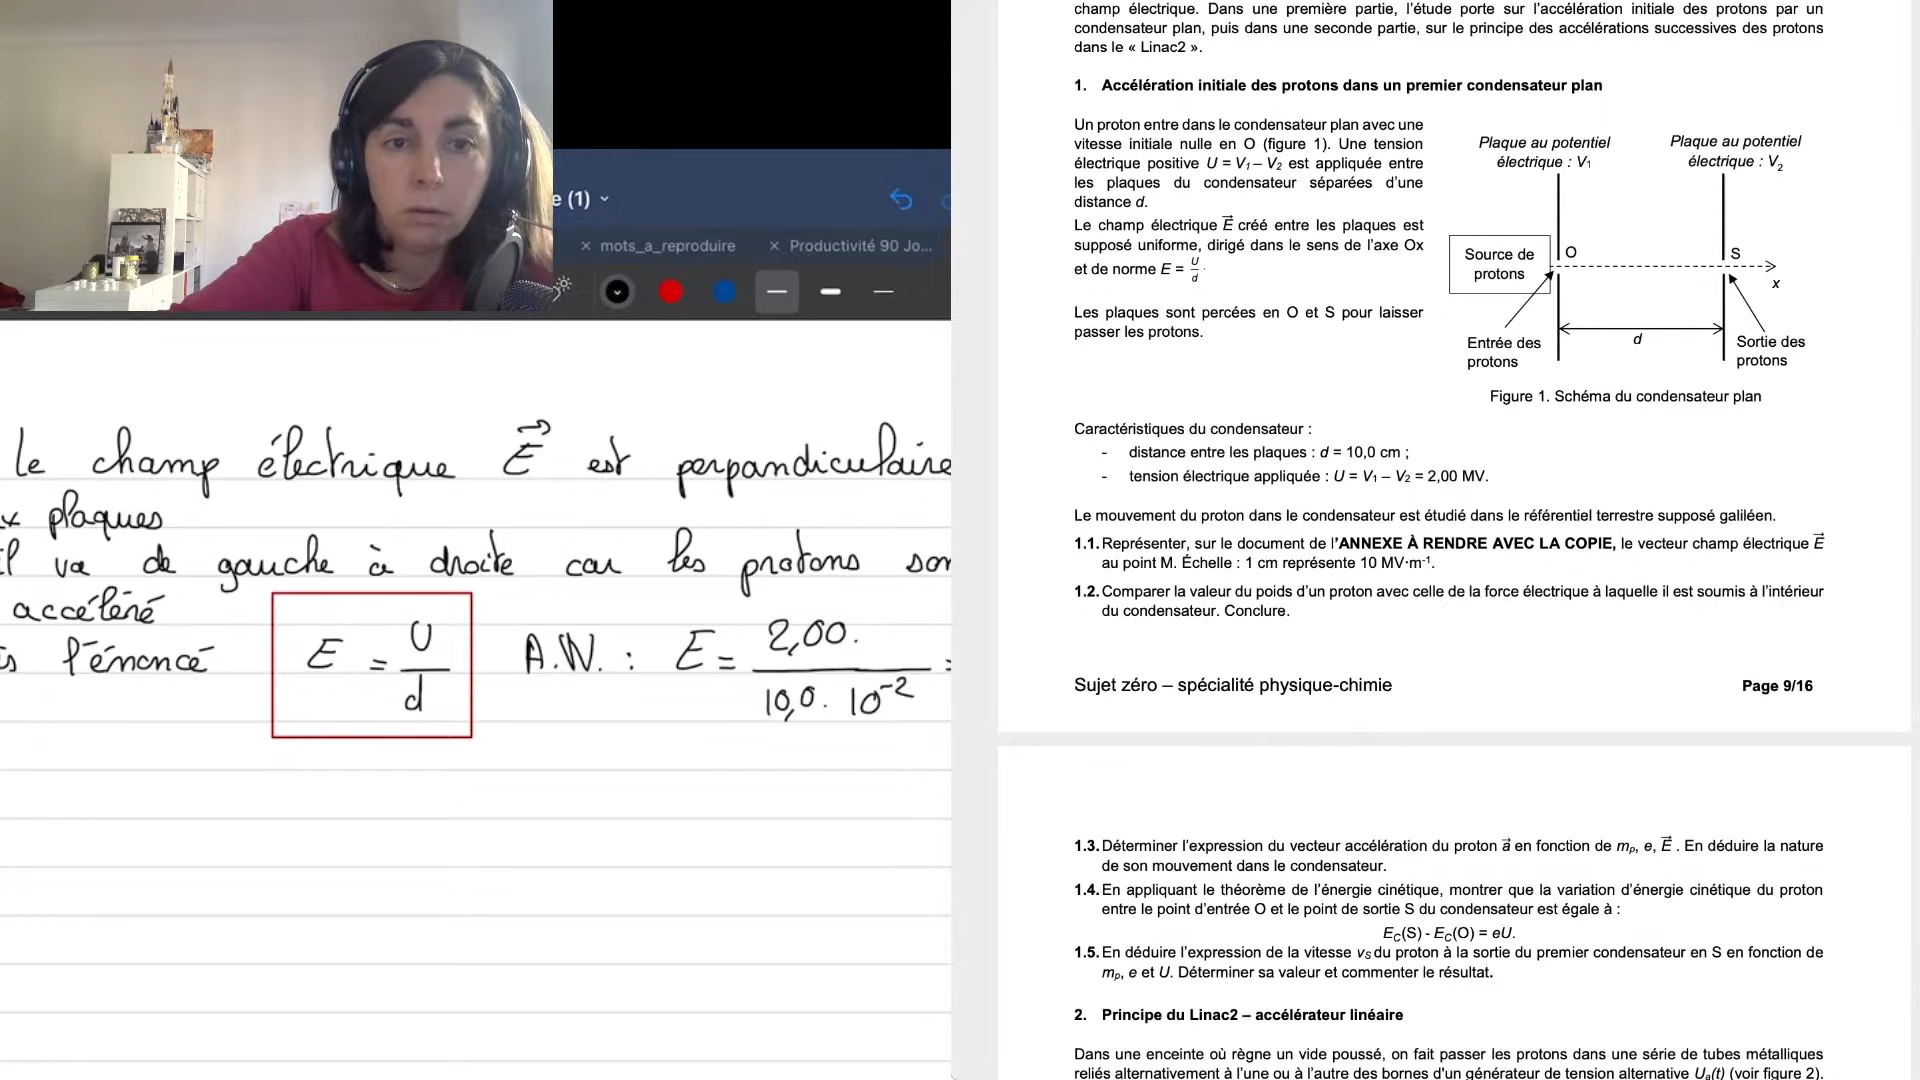 e (1)
mots_a_reproduire
Productivité 90 Jo...
le champ électrique E est perpandiculaire
x plaques
il va de gauche à droite car les protons son
accéléré
s l'énoncé E = U/d A.N. : E = 2,00. / 10,0. 10⁻² =
champ électrique. Dans une première partie, l'étude porte sur l'accélération initiale des protons par un
condensateur plan, puis dans une seconde partie, sur le principe des accélérations successives des protons
dans le « Linac2 ».
1. Accélération initiale des protons dans un premier condensateur plan
Un proton entre dans le condensateur plan avec une
vitesse initiale nulle en O (figure 1). Une tension
électrique positive U = V₁ – V₂ est appliquée entre
les plaques du condensateur séparées d'une
distance d.
Le champ électrique E créé entre les plaques est
supposé uniforme, dirigé dans le sens de l'axe Ox
et de norme E = U/d.
Les plaques sont percées en O et S pour laisser
passer les protons.
Plaque au potentiel
électrique : V₁
Plaque au potentiel
électrique : V₂
Source de
protons
O
S
x
d
Entrée des
protons
Sortie des
protons
Figure 1. Schéma du condensateur plan
Caractéristiques du condensateur :
- distance entre les plaques : d = 10,0 cm ;
- tension électrique appliquée : U = V₁ – V₂ = 2,00 MV.
Le mouvement du proton dans le condensateur est étudié dans le référentiel terrestre supposé galiléen.
1.1. Représenter, sur le document de l'ANNEXE À RENDRE AVEC LA COPIE, le vecteur champ électrique E
au point M. Échelle : 1 cm représente 10 MV·m⁻¹.
1.2. Comparer la valeur du poids d'un proton avec celle de la force électrique à laquelle il est soumis à l'intérieur
du condensateur. Conclure.
Sujet zéro – spécialité physique-chimie Page 9/16
1.3. Déterminer l'expression du vecteur accélération du proton a en fonction de mₚ, e, E . En déduire la nature
de son mouvement dans le condensateur.
1.4. En appliquant le théorème de l'énergie cinétique, montrer que la variation d'énergie cinétique du proton
entre le point d'entrée O et le point de sortie S du condensateur est égale à :
E_C(S) - E_C(O) = eU.
1.5. En déduire l'expression de la vitesse v_S du proton à la sortie du premier condensateur en S en fonction de
mₚ, e et U. Déterminer sa valeur et commenter le résultat.
2. Principe du Linac2 – accélérateur linéaire
Dans une enceinte où règne un vide poussé, on fait passer les protons dans une série de tubes métalliques
reliés alternativement à l'une ou à l'autre des bornes d'un générateur de tension alternative Uₐ(t) (voir figure 2).